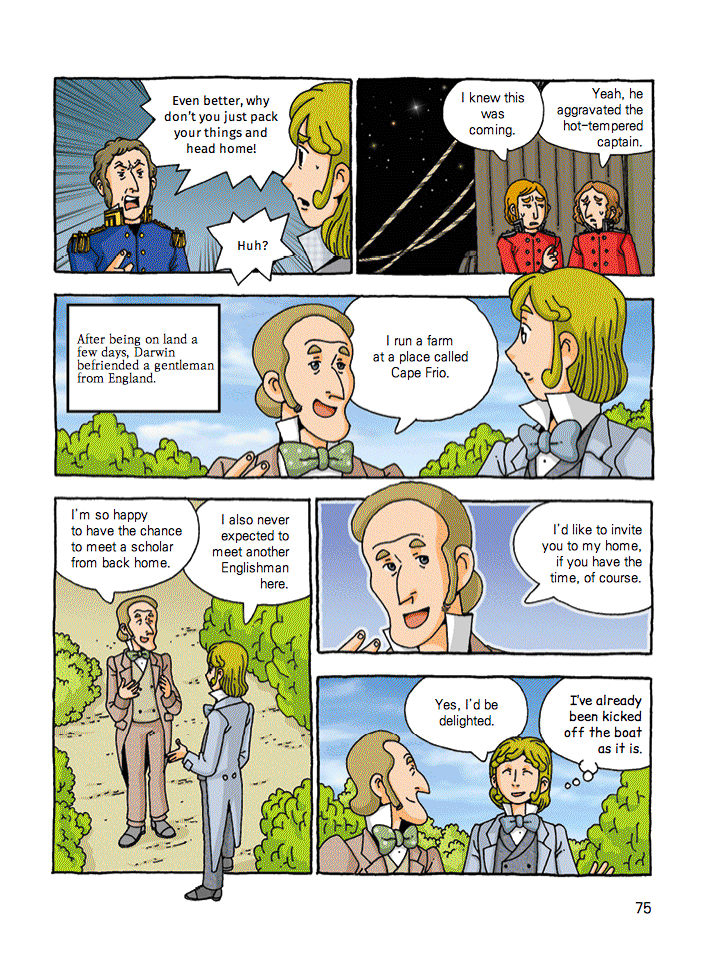 Even better, why
don't you just pack
your things and
head home!
Huh?
I knew this
was
coming.
Yeah, he
aggravated the
hot-tempered
captain.
After being on land a
few days, Darwin
befriended a gentleman
from England.
I run a farm
at a place called
Cape Frio.
I'm so happy
to have the chance
to meet a scholar
from back home.
I also never
expected to
meet another
Englishman
here.
I'd like to invite
you to my home,
if you have the
time, of course.
Yes, I'd be
delighted.
I've already
been kicked
off the boat
as it is.
75